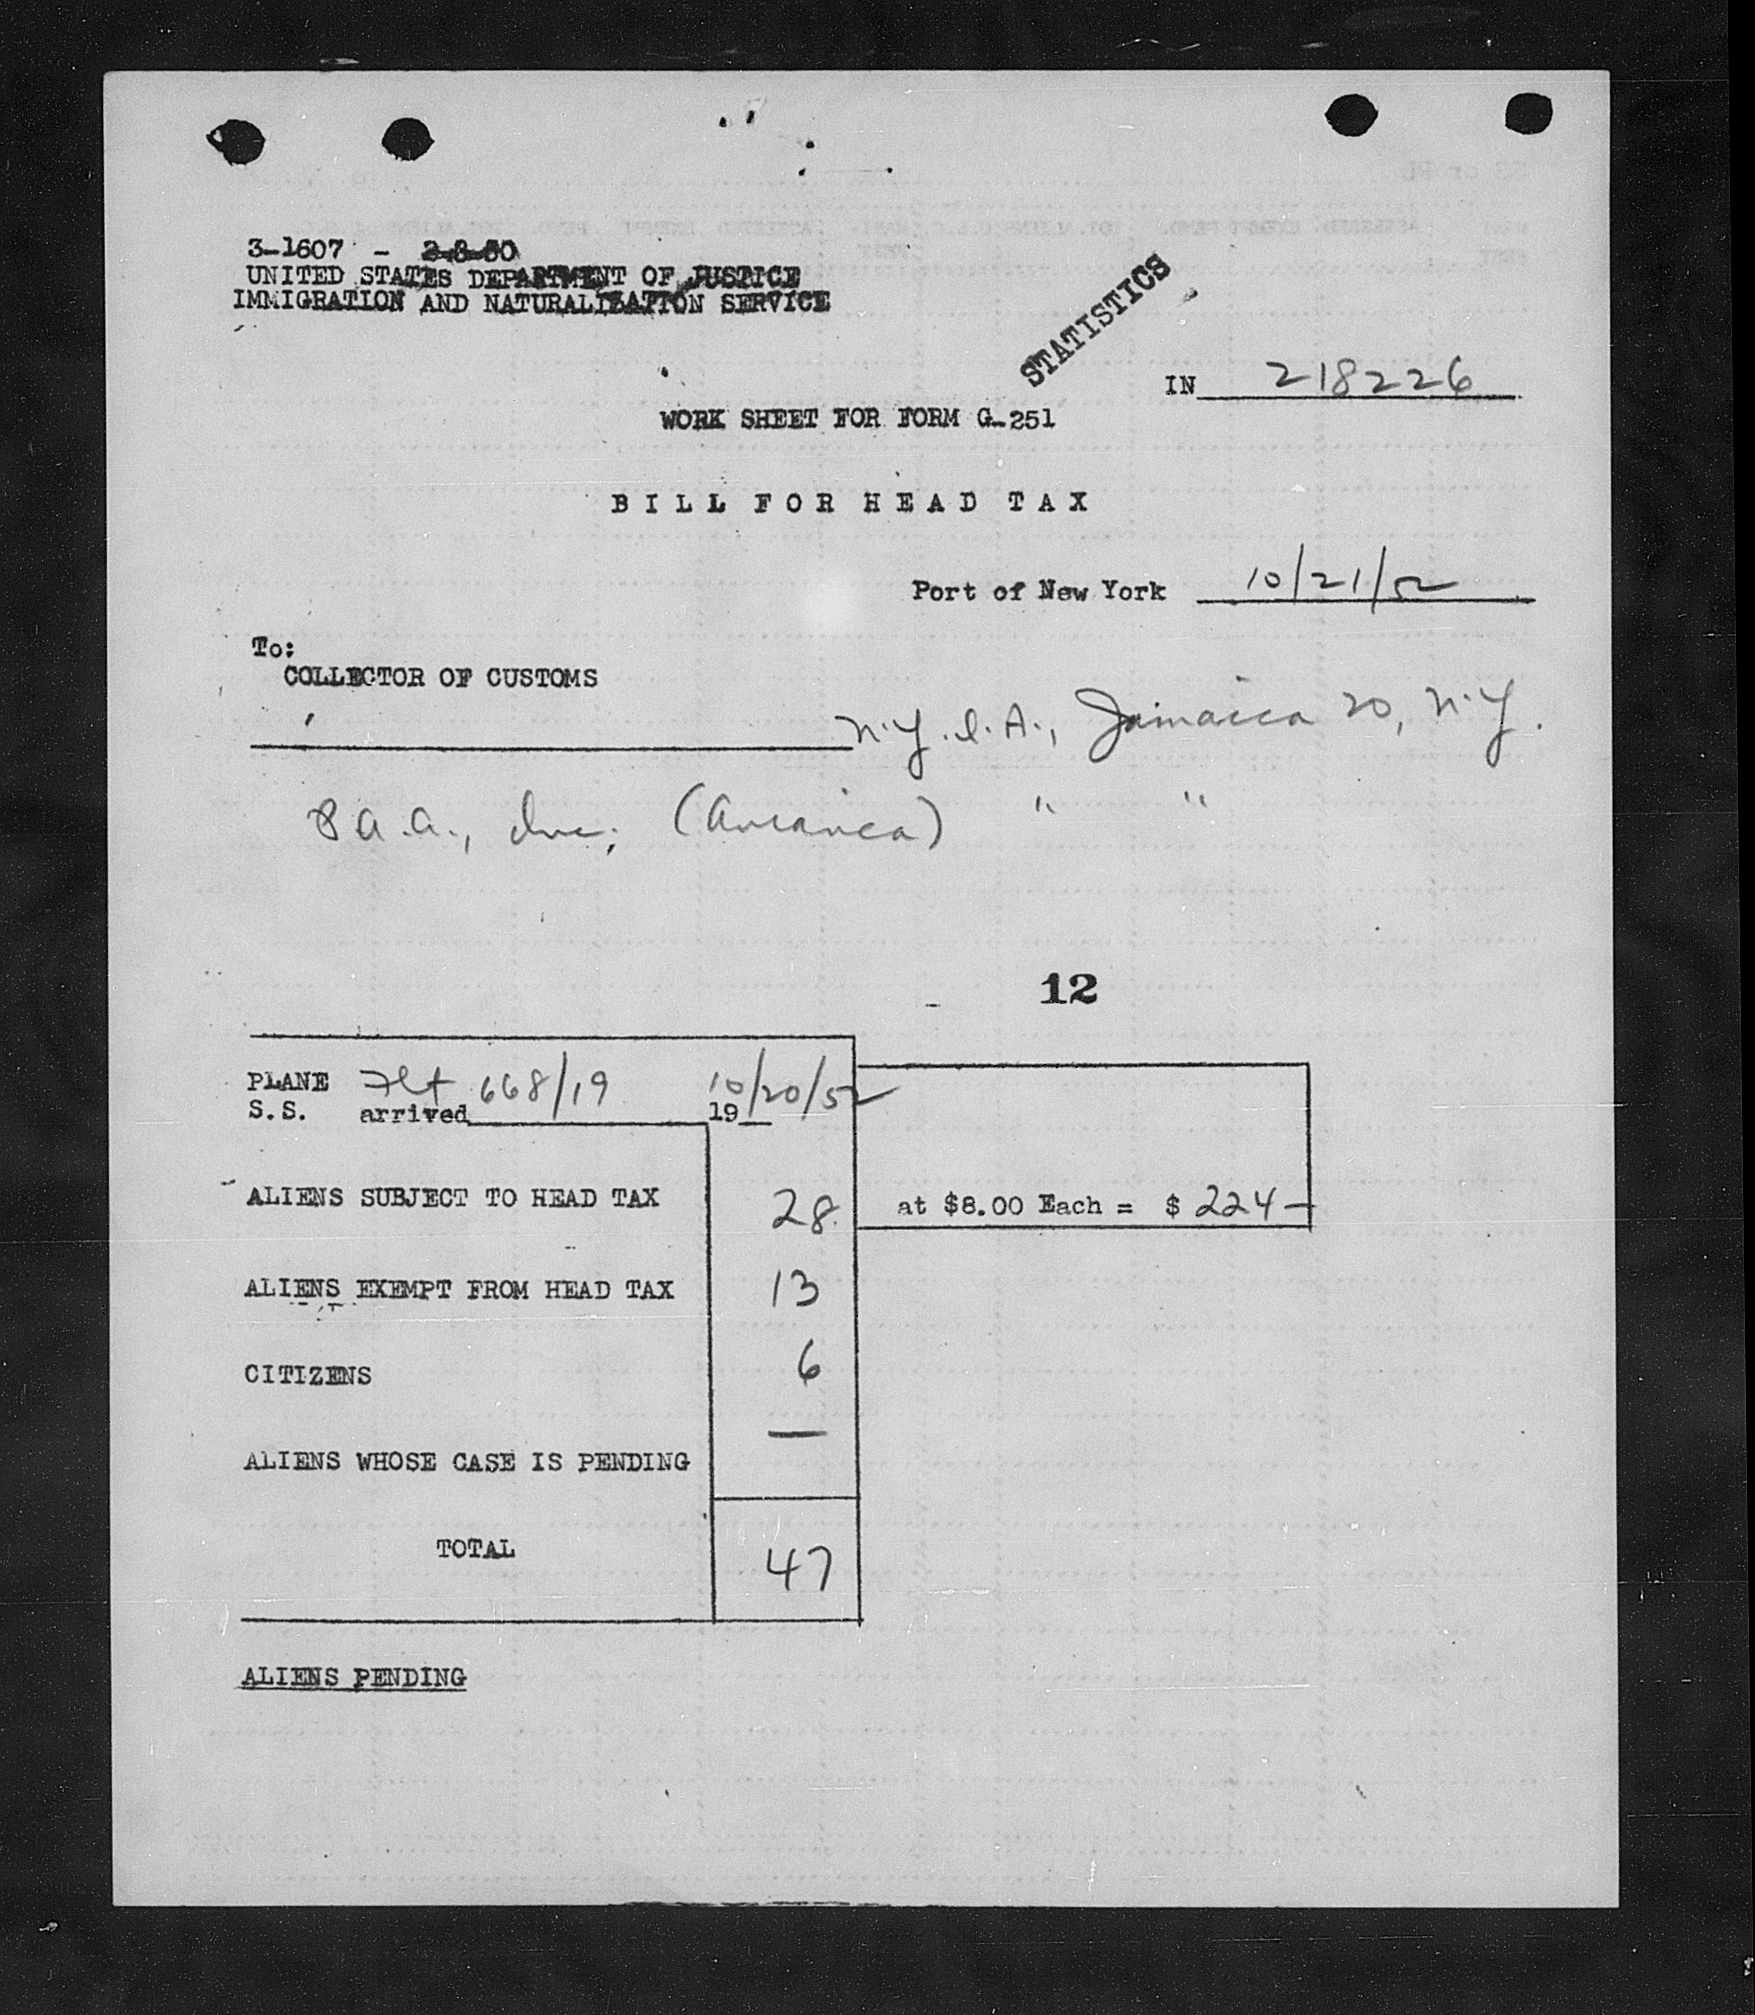 3-1607 - 2-8-50
UNITED STATES DEPARTMENT OF JUSTICE
IMMIGRATION AND NATURALIZATION SERVICE
STATISTICS
IN 218226
WORK SHEET FOR FORM G-251
BILL FOR HEAD TAX
Port of New York 10/21/52
To:
COLLECTOR OF CUSTOMS
N.Y.I.A., Jamaica 20, N.Y.
A.A., Inc. " "
12
PLANE Flt 668/19 10/20/52
S.S. arrived 19
ALIENS SUBJECT TO HEAD TAX 28 at $8.00 Each = $ 224—
ALIENS EXEMPT FROM HEAD TAX 13
CITIZENS 6
ALIENS WHOSE CASE IS PENDING —
TOTAL 47
ALIENS PENDING